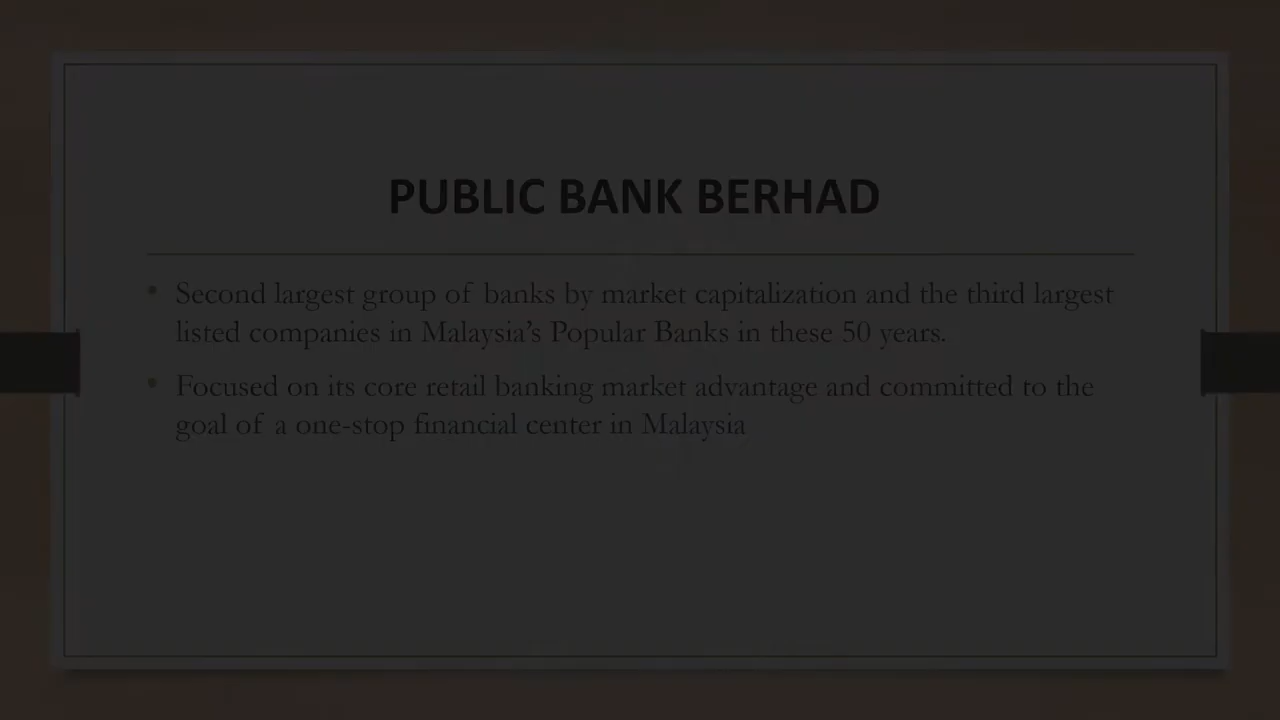 PUBLIC BANK BERHAD
• Second largest group of banks by market capitalization and the third largest
listed companies in Malaysia’s Popular Banks in these 50 years.
• Focused on its core retail banking market advantage and committed to the
goal of a one-stop financial center in Malaysia